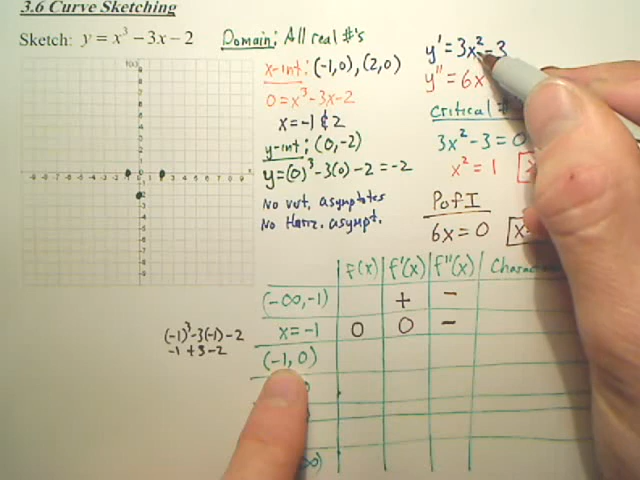 3.6 Curve Sketching
Sketch: y = x³ − 3x − 2
Domain: All real #'s
x-int: (-1,0), (2,0)
0 = x³ − 3x − 2
x = -1 & 2
y-int: (0,-2)
y = (0)³ − 3(0) − 2 = -2
No vert. asymptotes
No Horiz. asympt.
y' = 3x² − 3
y'' = 6x
Critical
3x² − 3 = 0
x² = 1
P of I
6x = 0
x=
f(x) f'(x) f''(x)
(-∞,-1) + −
x = -1 0 0 −
(-1, 0)
(-1)³ − 3(-1) − 2
-1 + 3 − 2